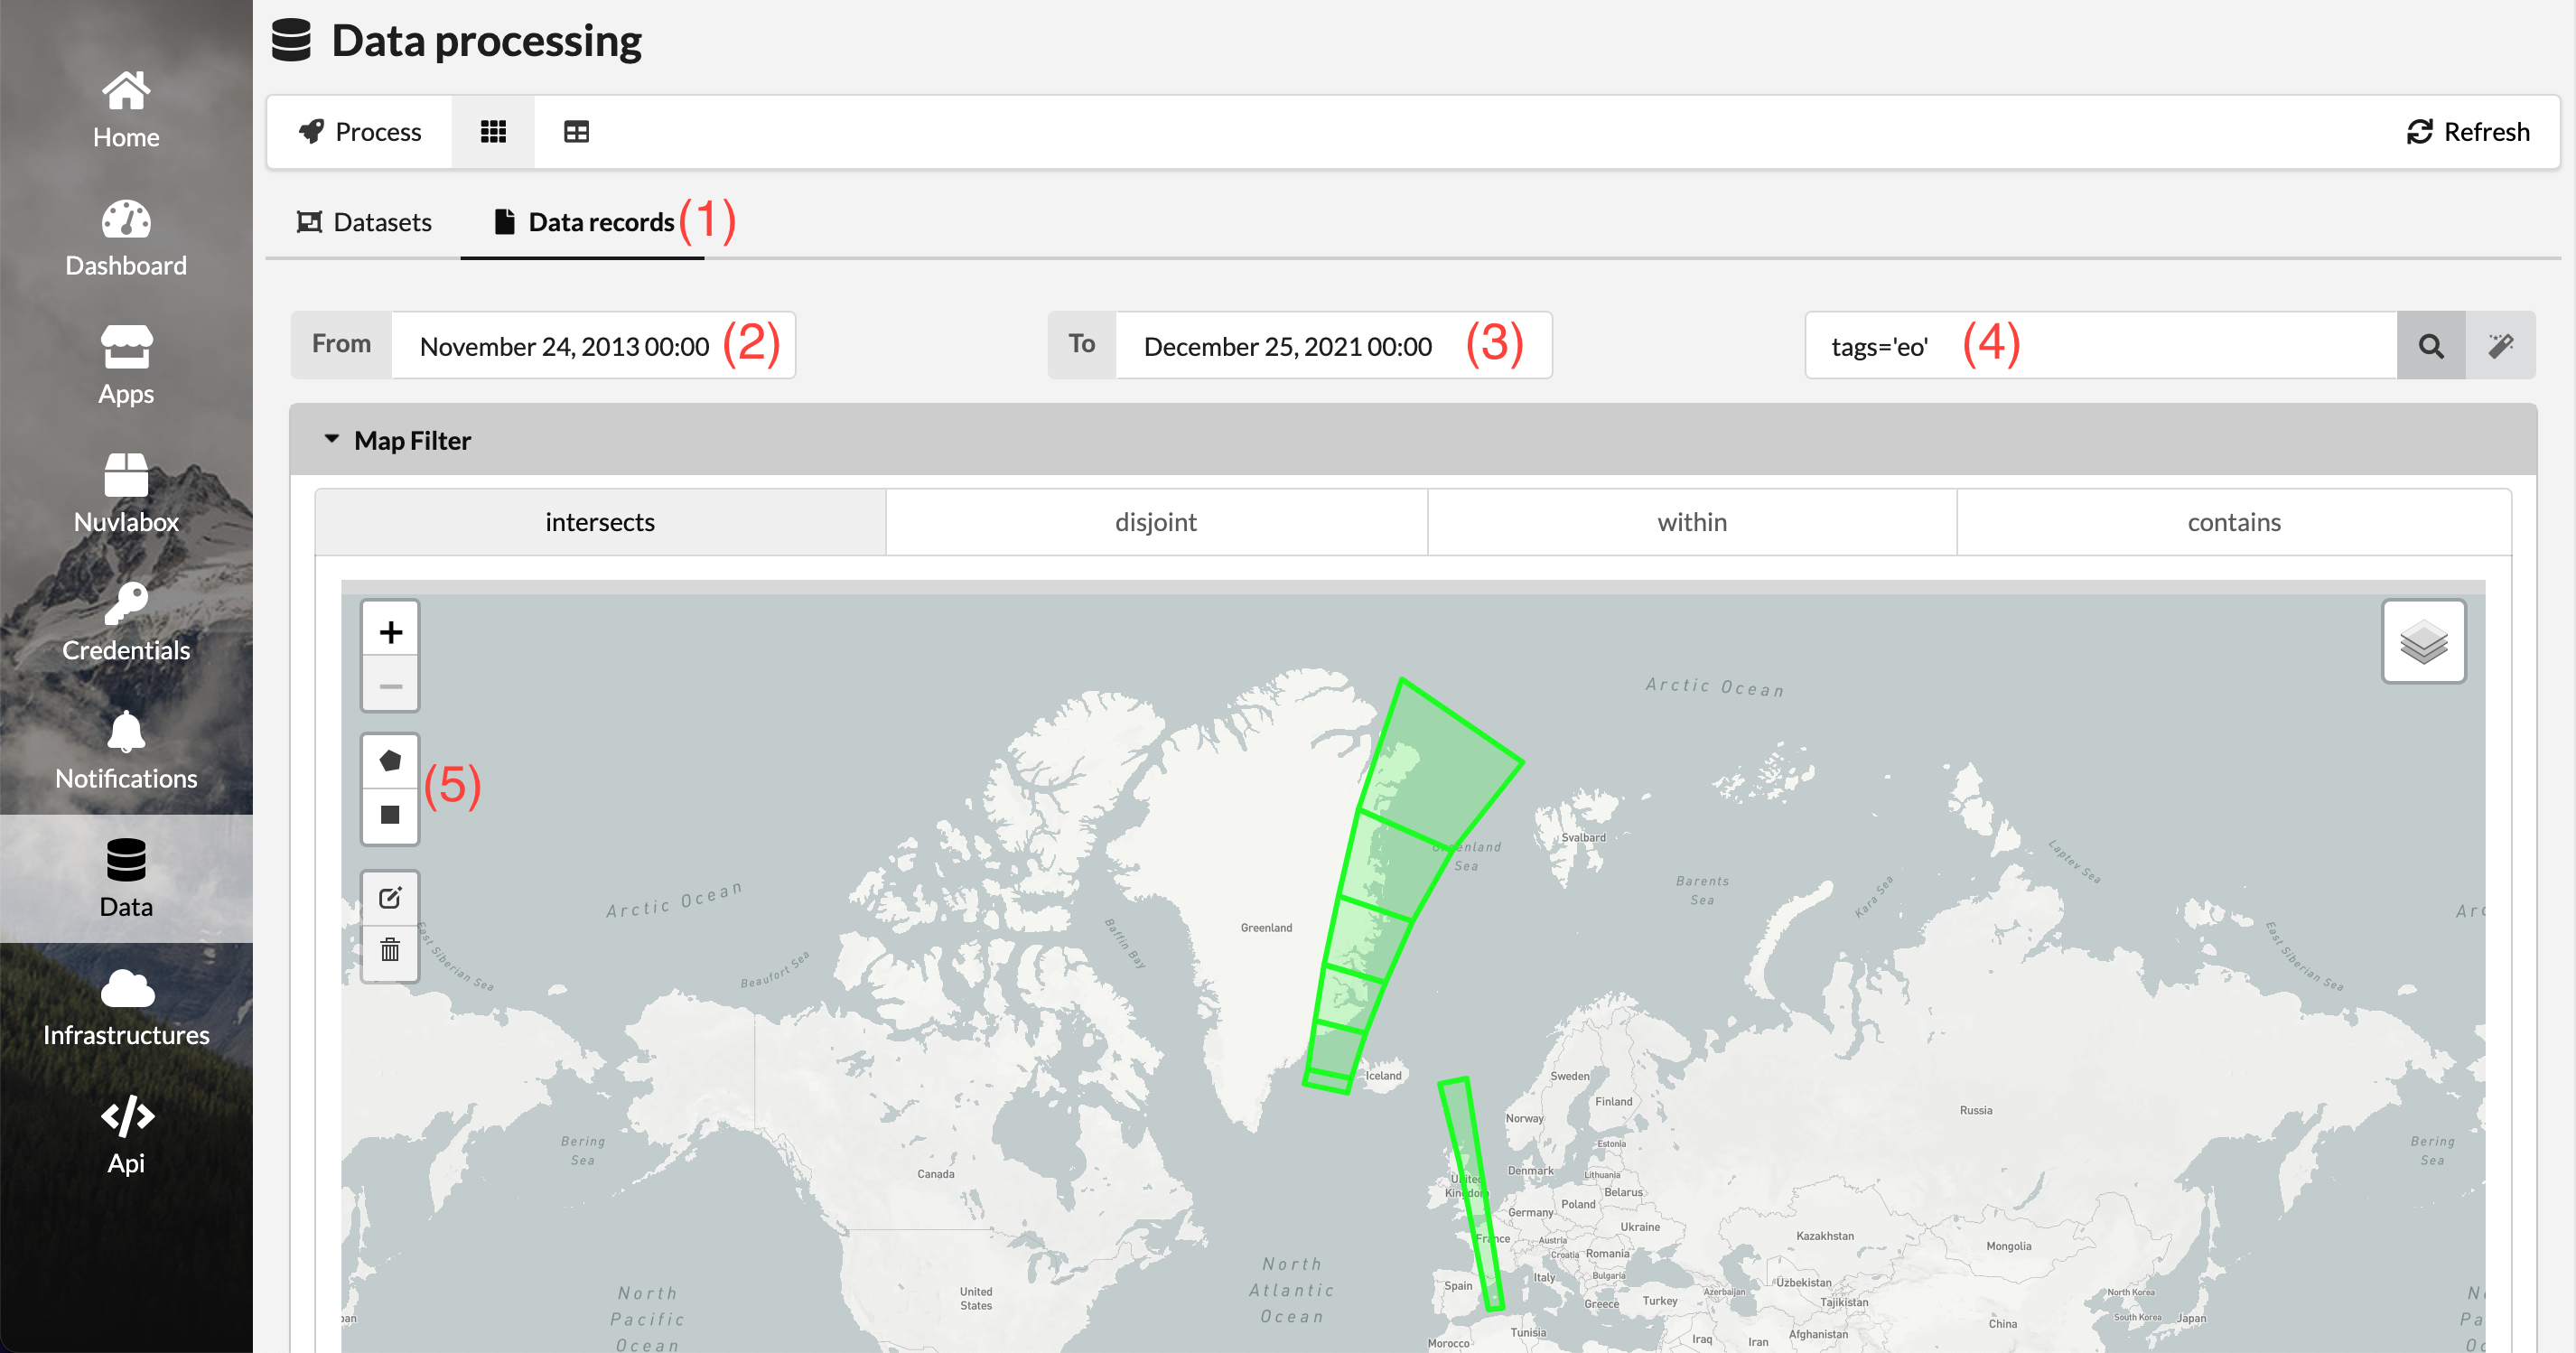 Data processing
Home
Dashboard
Apps
Nuvlabox
Credentials
Notifications
Data
Infrastructures
Api
Process
Refresh
Datasets
Data records (1)
From
November 24, 2013 00:00 (2)
To
December 25, 2021 00:00 (3)
tags='eo' (4)
Map Filter
intersects
disjoint
within
contains
+
(5)
Arctic Ocean
Svalbard
Sea
Barents
Sea
Kara Sea
Laptev Sea
Arctic Ocean
East Siberian Sea
Beaufort Sea
Baffin Bay
Greenland
East Siberian Sea
Iceland
Sweden
Finland
Norway
Russia
Bering
Sea
Canada
Estonia
Denmark
Lithuania
United
Kingdom
Belarus
Poland
Germany
Ukraine
France
Austria
Croatia
Romania
Kazakhstan
Mongolia
Bering
Sea
North
Atlantic
Ocean
North
Pacific
Ocean
United
States
Spain
Italy
Bulgaria
Greece
Turkey
Azerbaijan
Uzbekistan
Tajikistan
North Korea
South Korea
Japan
China
Morocco
Tunisia
Iraq
Iran
Afghanistan